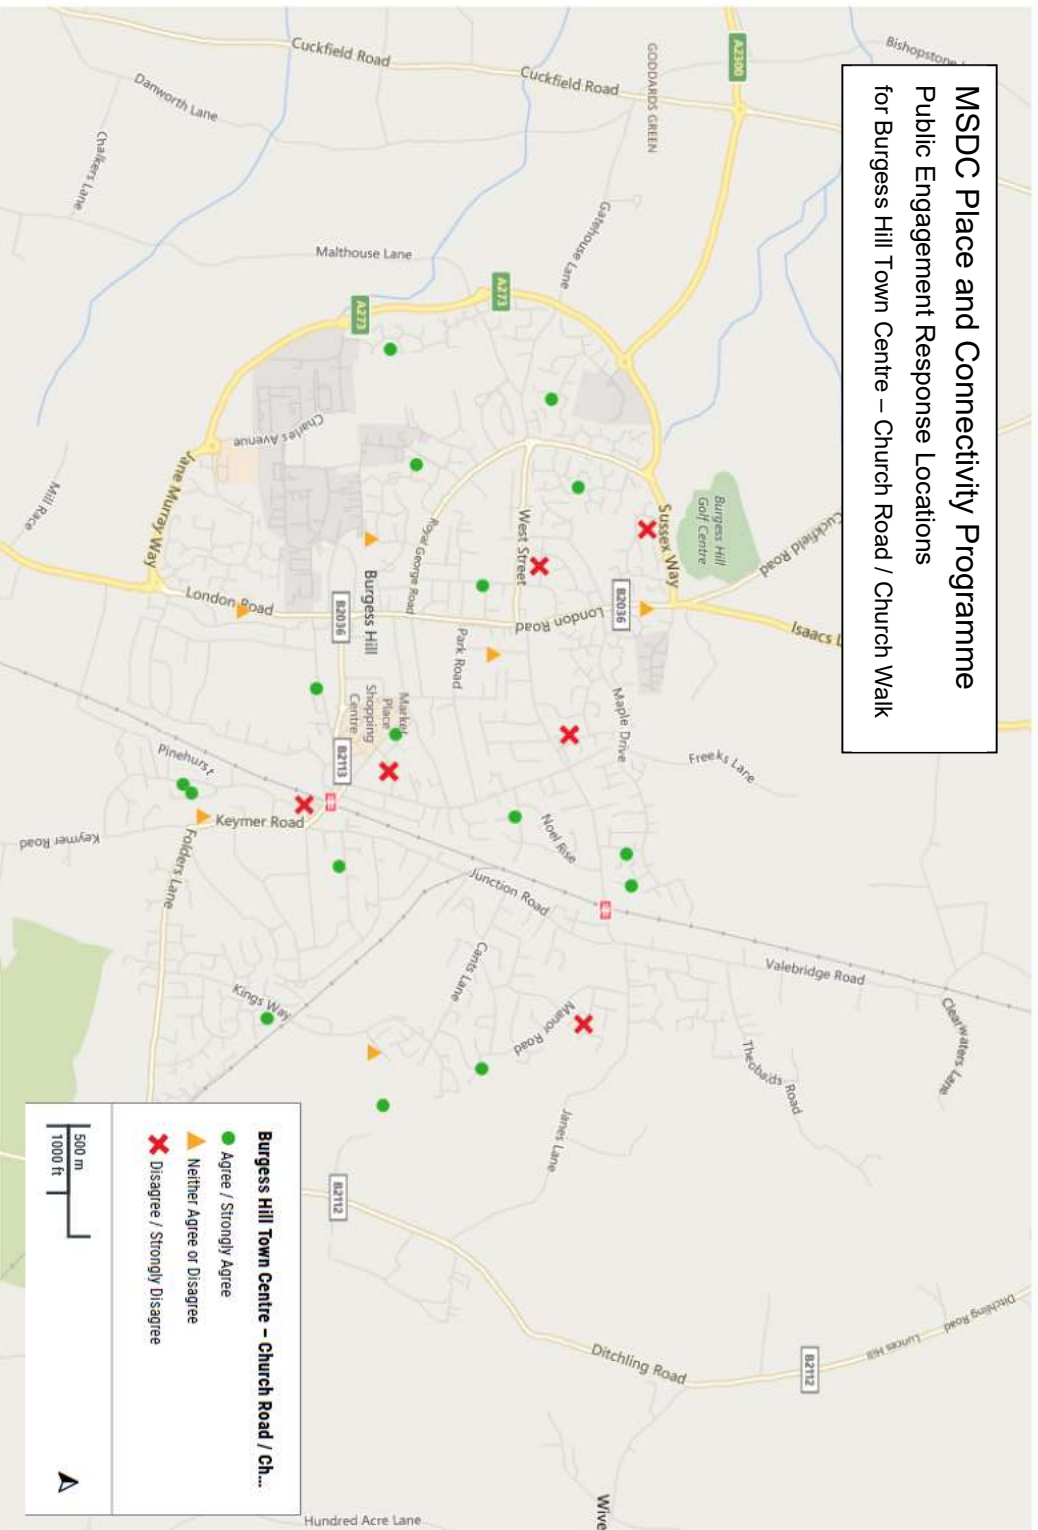 MSDC Place and Connectivity Programme
Public Engagement Response Locations
for Burgess Hill Town Centre – Church Road / Church Walk
Bishopstone
A2300
GODDARDS GREEN
Cuckfield Road
Cuckfield Road
Danworth Lane
Chalkers Lane
Gatehouse Lane
Malthouse Lane
A273
A273
Charles Avenue
Jane Murray Way
Mill Race
Royal George Road
West Street
Sussex Way
Burgess Hill
Golf Centre
Cuckfield Road
Isaacs L
B2036
London Road
London Road
B2036
Burgess Hill
Park Road
Market
Place
Shopping
Centre
B2113
Maple Drive
Freeks Lane
Pinehurst
Keymer Road
Keymer Road
Folders Lane
Noel Rise
Junction Road
Valebridge Road
Clearwaters Lane
Cants Lane
Kings Way
Manor Road
Theobalds Road
Janes Lane
B2112
Ditchling Road
B2112
Lunces Hill
Ditchling Road
Wive
Hundred Acre Lane
Burgess Hill Town Centre – Church Road / Ch...
Agree / Strongly Agree
Neither Agree or Disagree
Disagree / Strongly Disagree
500 m
1000 ft